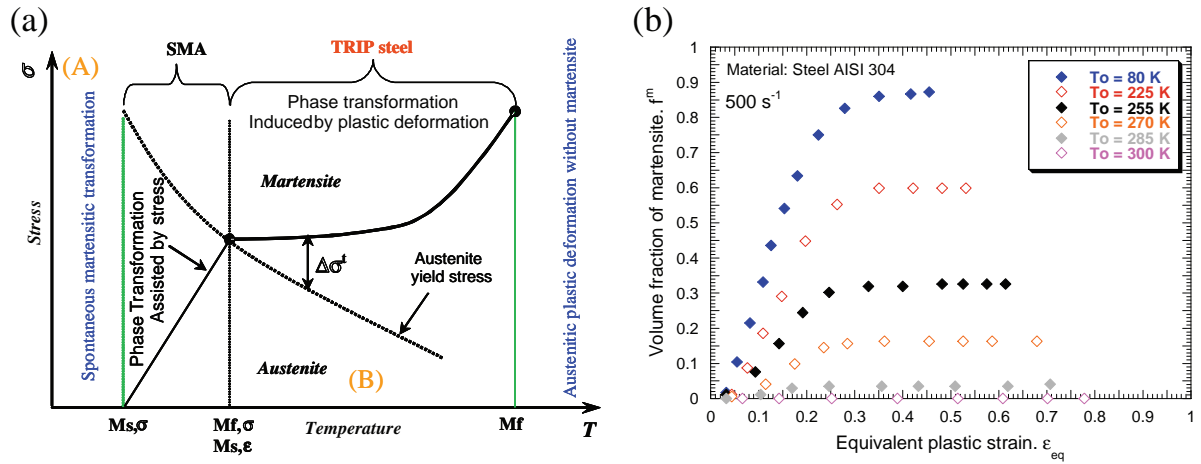 (a)
SMA
TRIP steel
σ
(A)
Phase transformation
Induced by plastic deformation
Martensite
Spontaneous martensitic transformation
Stress
Phase Transformation
Assisted by stress
Δσᵗ
Austenite
yield stress
Austenite
(B)
Austenitic plastic deformation without martensite
Ms,σ
Mf,σ
Ms,ε
Temperature
Mf
T
(b)
Material: Steel AISI 304
500 s⁻¹
To = 80 K
To = 225 K
To = 255 K
To = 270 K
To = 285 K
To = 300 K
Volume fraction of martensite. fᵐ
1
0.9
0.8
0.7
0.6
0.5
0.4
0.3
0.2
0.1
0
0 0.1 0.2 0.3 0.4 0.5 0.6 0.7 0.8 0.9 1
Equivalent plastic strain. ε_eq